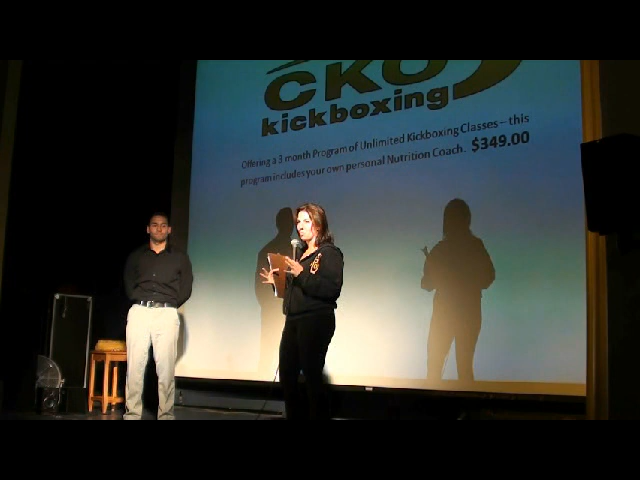 CKO
kickboxing
Offering a 3 month Program of Unlimited Kickboxing Classes – this
program includes your own personal Nutrition Coach. $349.00